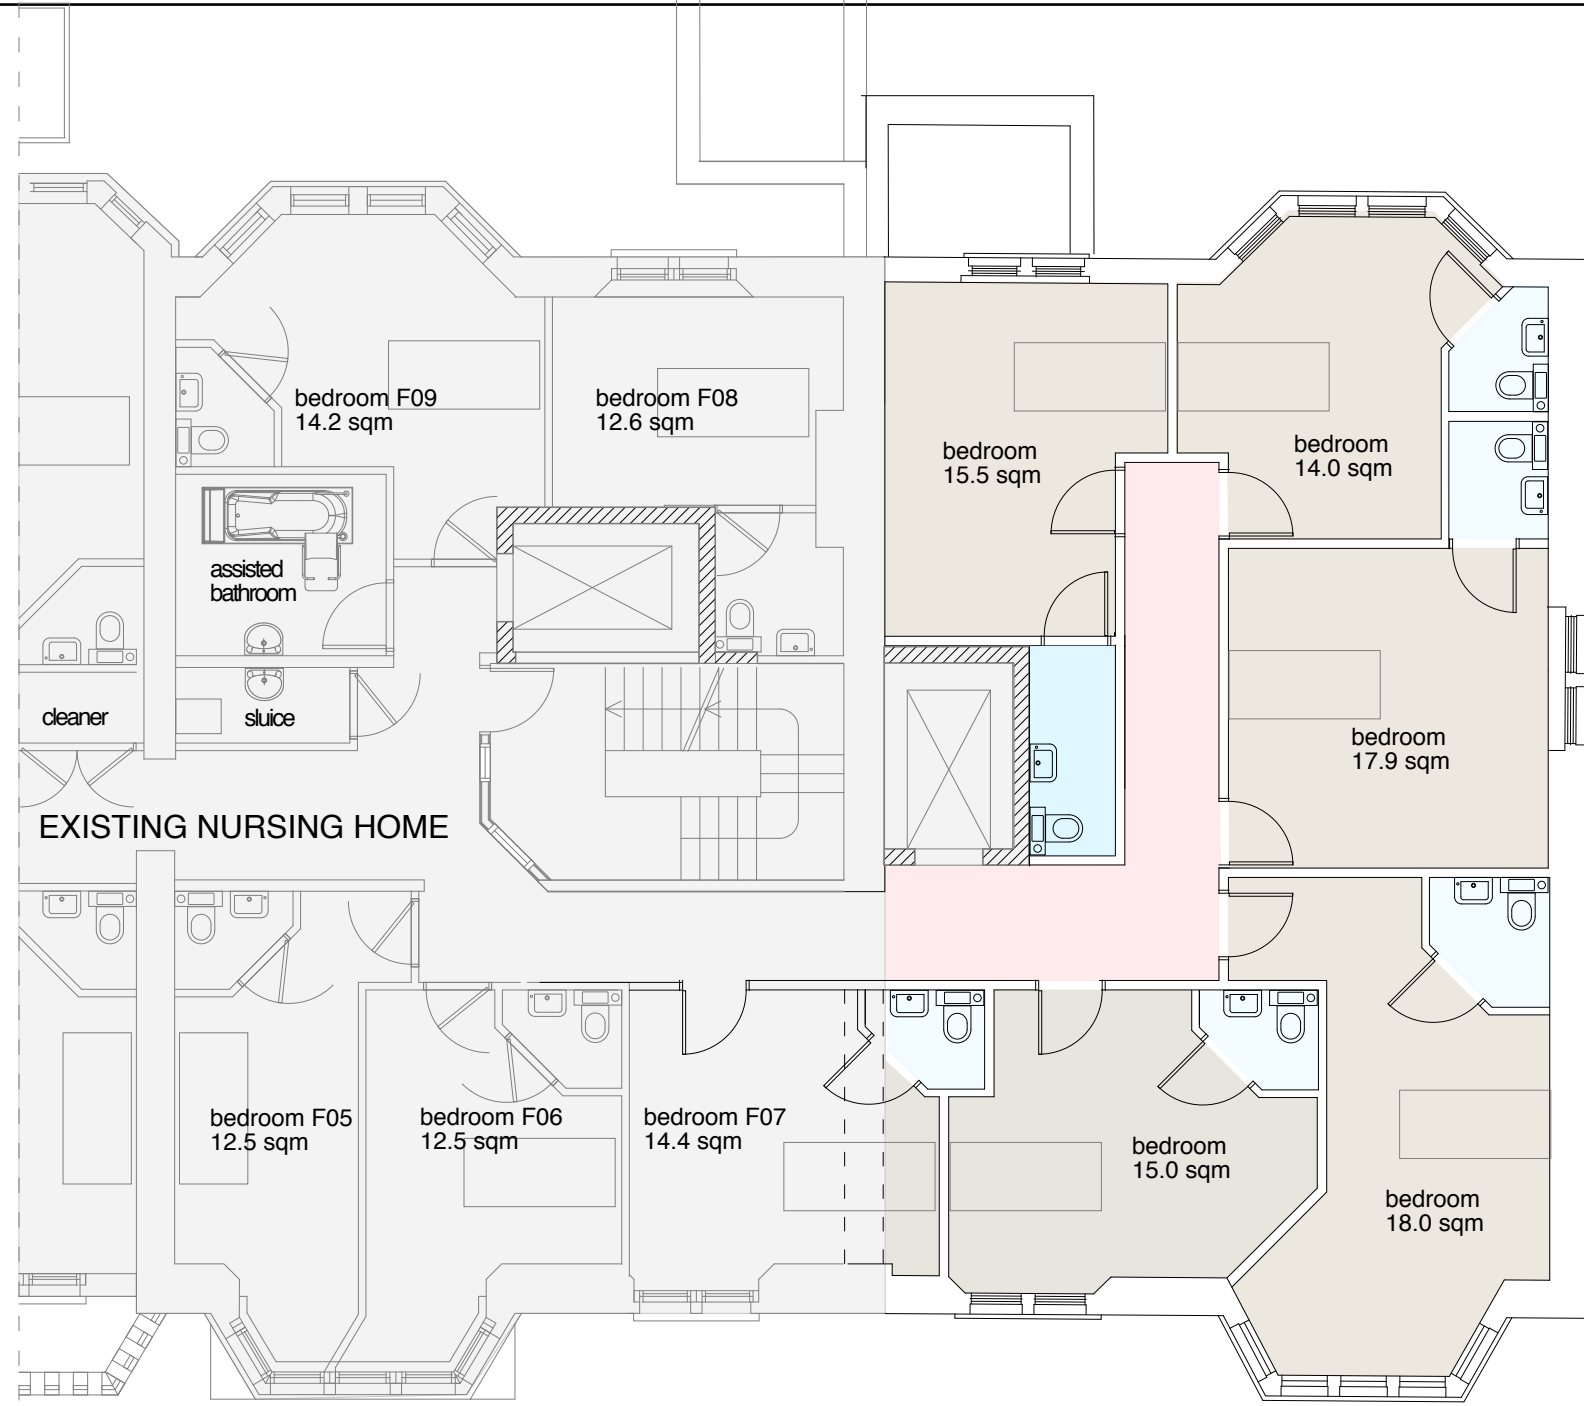 bedroom F09
14.2 sqm
bedroom F08
12.6 sqm
bedroom
15.5 sqm
bedroom
14.0 sqm
assisted
bathroom
cleaner
sluice
bedroom
17.9 sqm
EXISTING NURSING HOME
bedroom F05
12.5 sqm
bedroom F06
12.5 sqm
bedroom F07
14.4 sqm
bedroom
15.0 sqm
bedroom
18.0 sqm